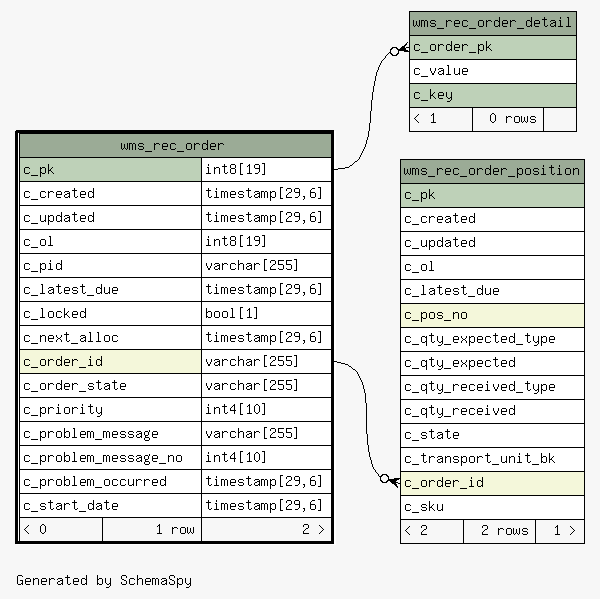 wms_rec_order_detail
c_order_pk
c_value
c_key
< 1 0 rows
wms_rec_order
c_pk int8[19]
c_created timestamp[29,6]
c_updated timestamp[29,6]
c_ol int8[19]
c_pid varchar[255]
c_latest_due timestamp[29,6]
c_locked bool[1]
c_next_alloc timestamp[29,6]
c_order_id varchar[255]
c_order_state varchar[255]
c_priority int4[10]
c_problem_message varchar[255]
c_problem_message_no int4[10]
c_problem_occurred timestamp[29,6]
c_start_date timestamp[29,6]
< 0 1 row 2 >
wms_rec_order_position
c_pk
c_created
c_updated
c_ol
c_latest_due
c_pos_no
c_qty_expected_type
c_qty_expected
c_qty_received_type
c_qty_received
c_state
c_transport_unit_bk
c_order_id
c_sku
< 2 2 rows 1 >
Generated by SchemaSpy